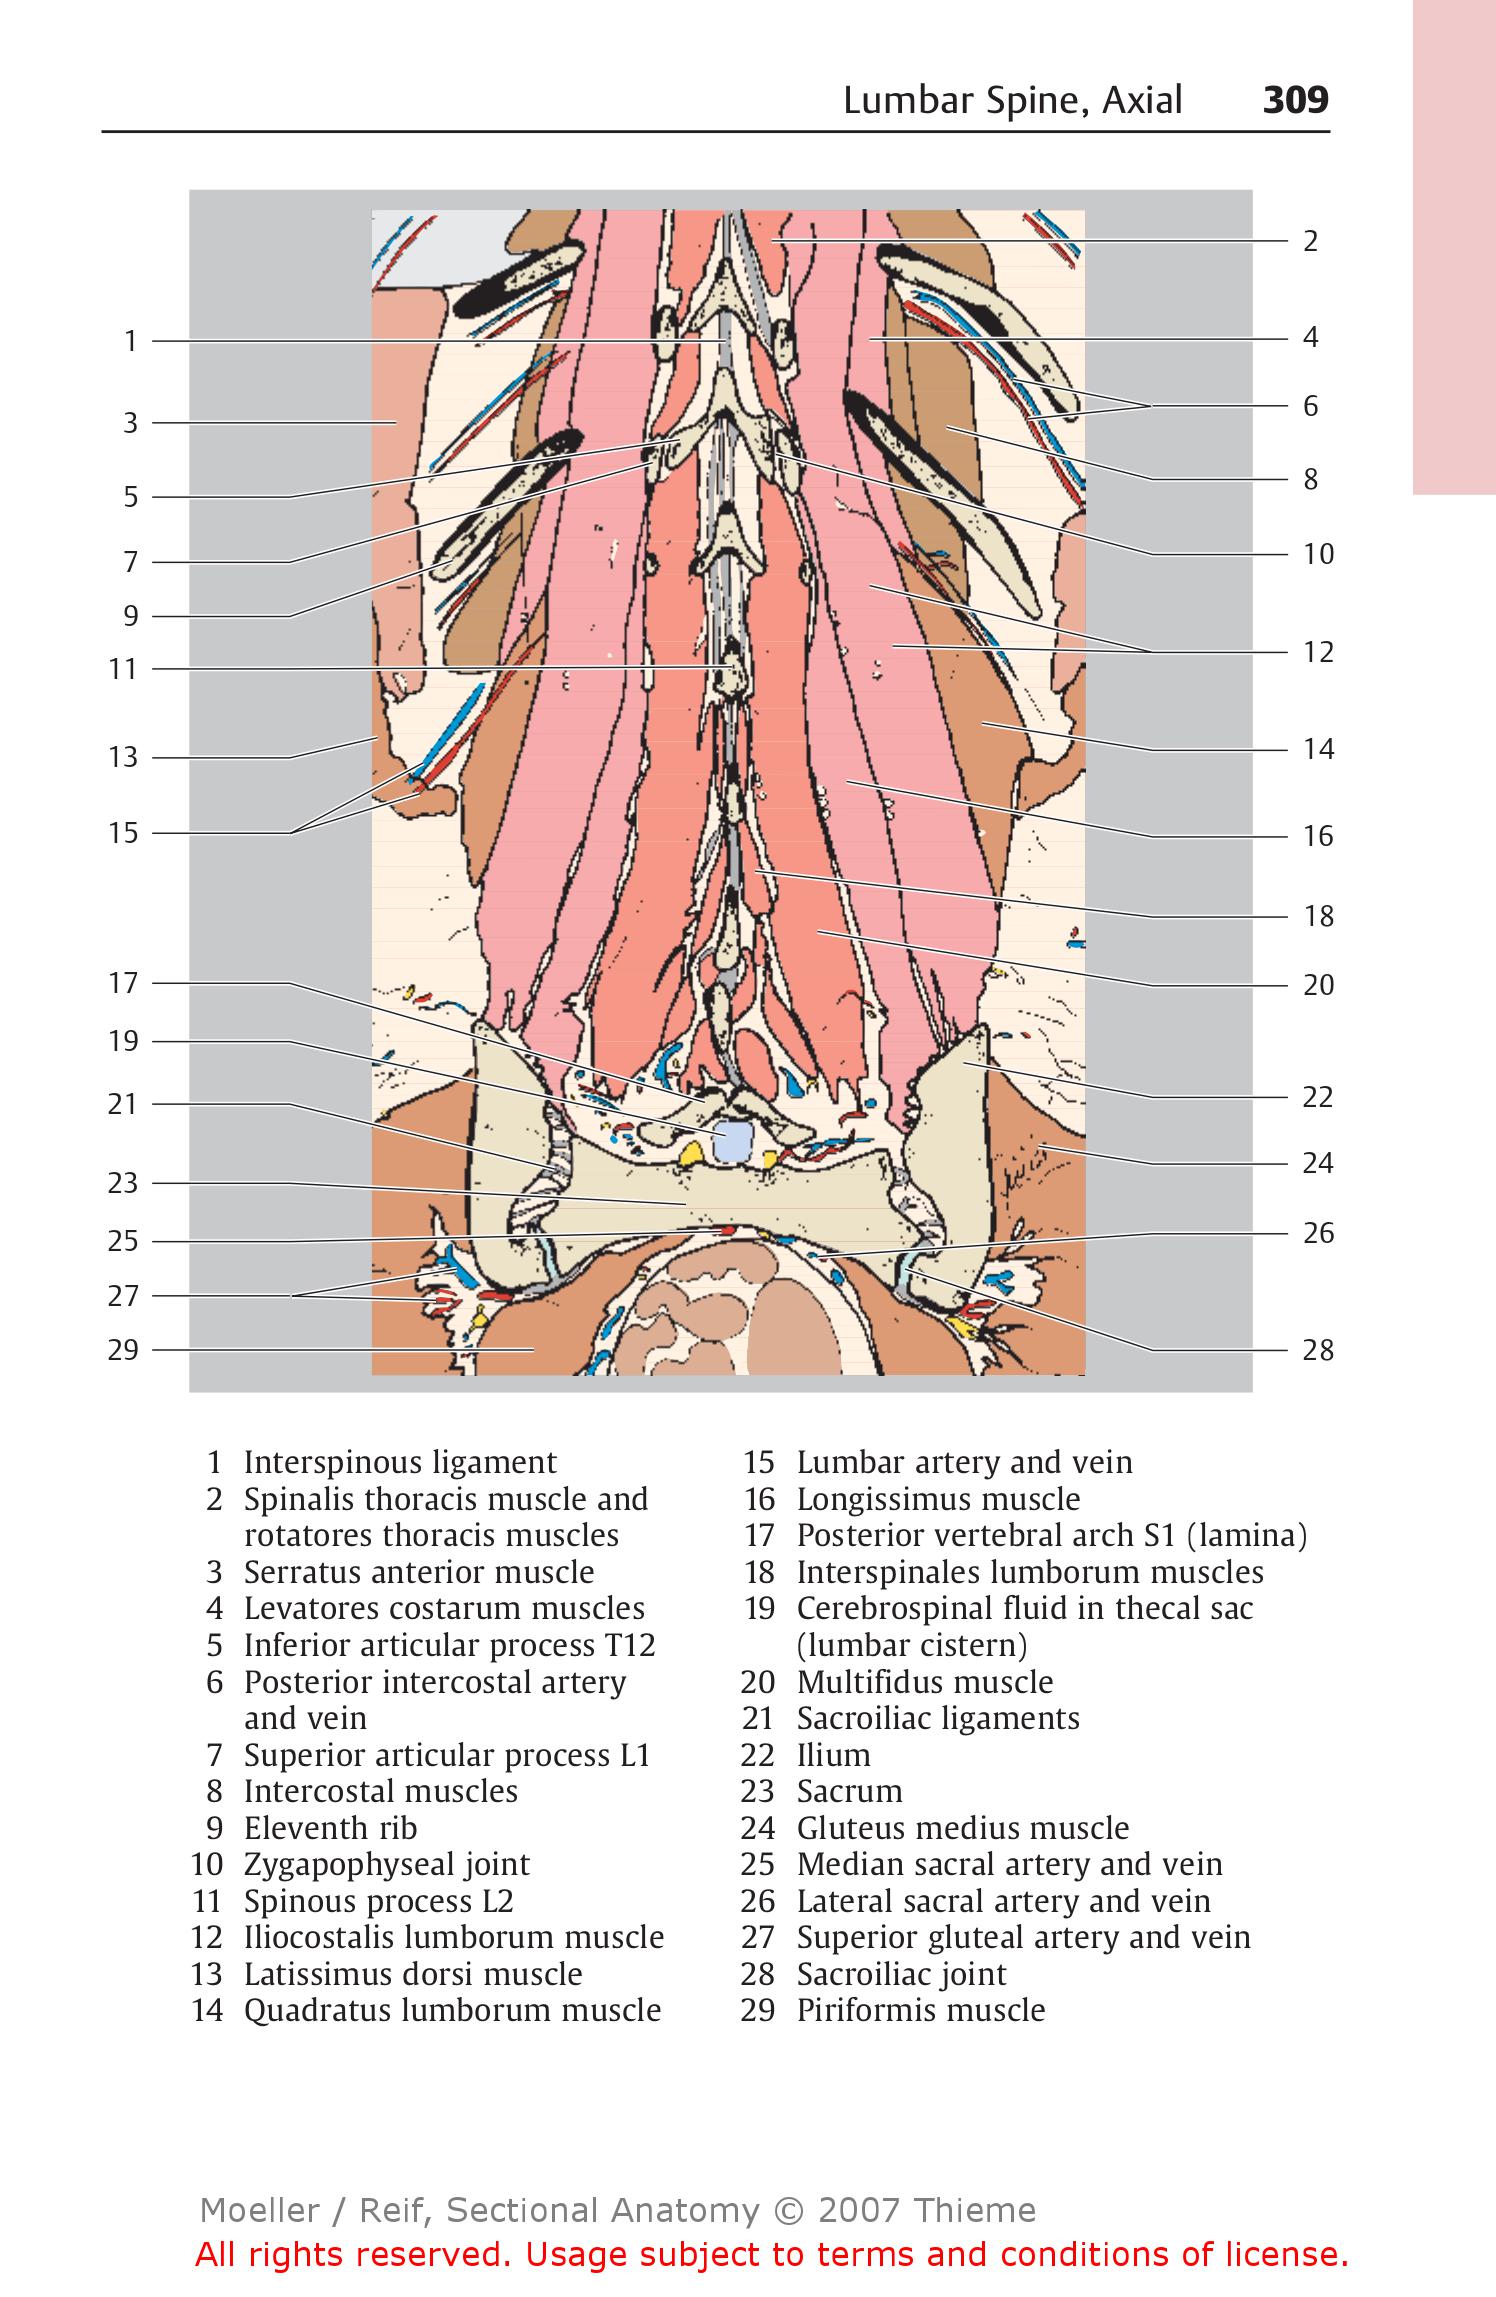 Lumbar Spine, Axial 309
2
1
4
3
6
5
8
7
10
9
12
11
14
13
15
16
18
17
20
19
21
22
23
24
25
26
27
29
28
1 Interspinous ligament
2 Spinalis thoracis muscle and
rotatores thoracis muscles
3 Serratus anterior muscle
4 Levatores costarum muscles
5 Inferior articular process T12
6 Posterior intercostal artery
and vein
7 Superior articular process L1
8 Intercostal muscles
9 Eleventh rib
10 Zygapophyseal joint
11 Spinous process L2
12 Iliocostalis lumborum muscle
13 Latissimus dorsi muscle
14 Quadratus lumborum muscle
15 Lumbar artery and vein
16 Longissimus muscle
17 Posterior vertebral arch S1 (lamina)
18 Interspinales lumborum muscles
19 Cerebrospinal fluid in thecal sac
(lumbar cistern)
20 Multifidus muscle
21 Sacroiliac ligaments
22 Ilium
23 Sacrum
24 Gluteus medius muscle
25 Median sacral artery and vein
26 Lateral sacral artery and vein
27 Superior gluteal artery and vein
28 Sacroiliac joint
29 Piriformis muscle
Moeller / Reif, Sectional Anatomy © 2007 Thieme
All rights reserved. Usage subject to terms and conditions of license.